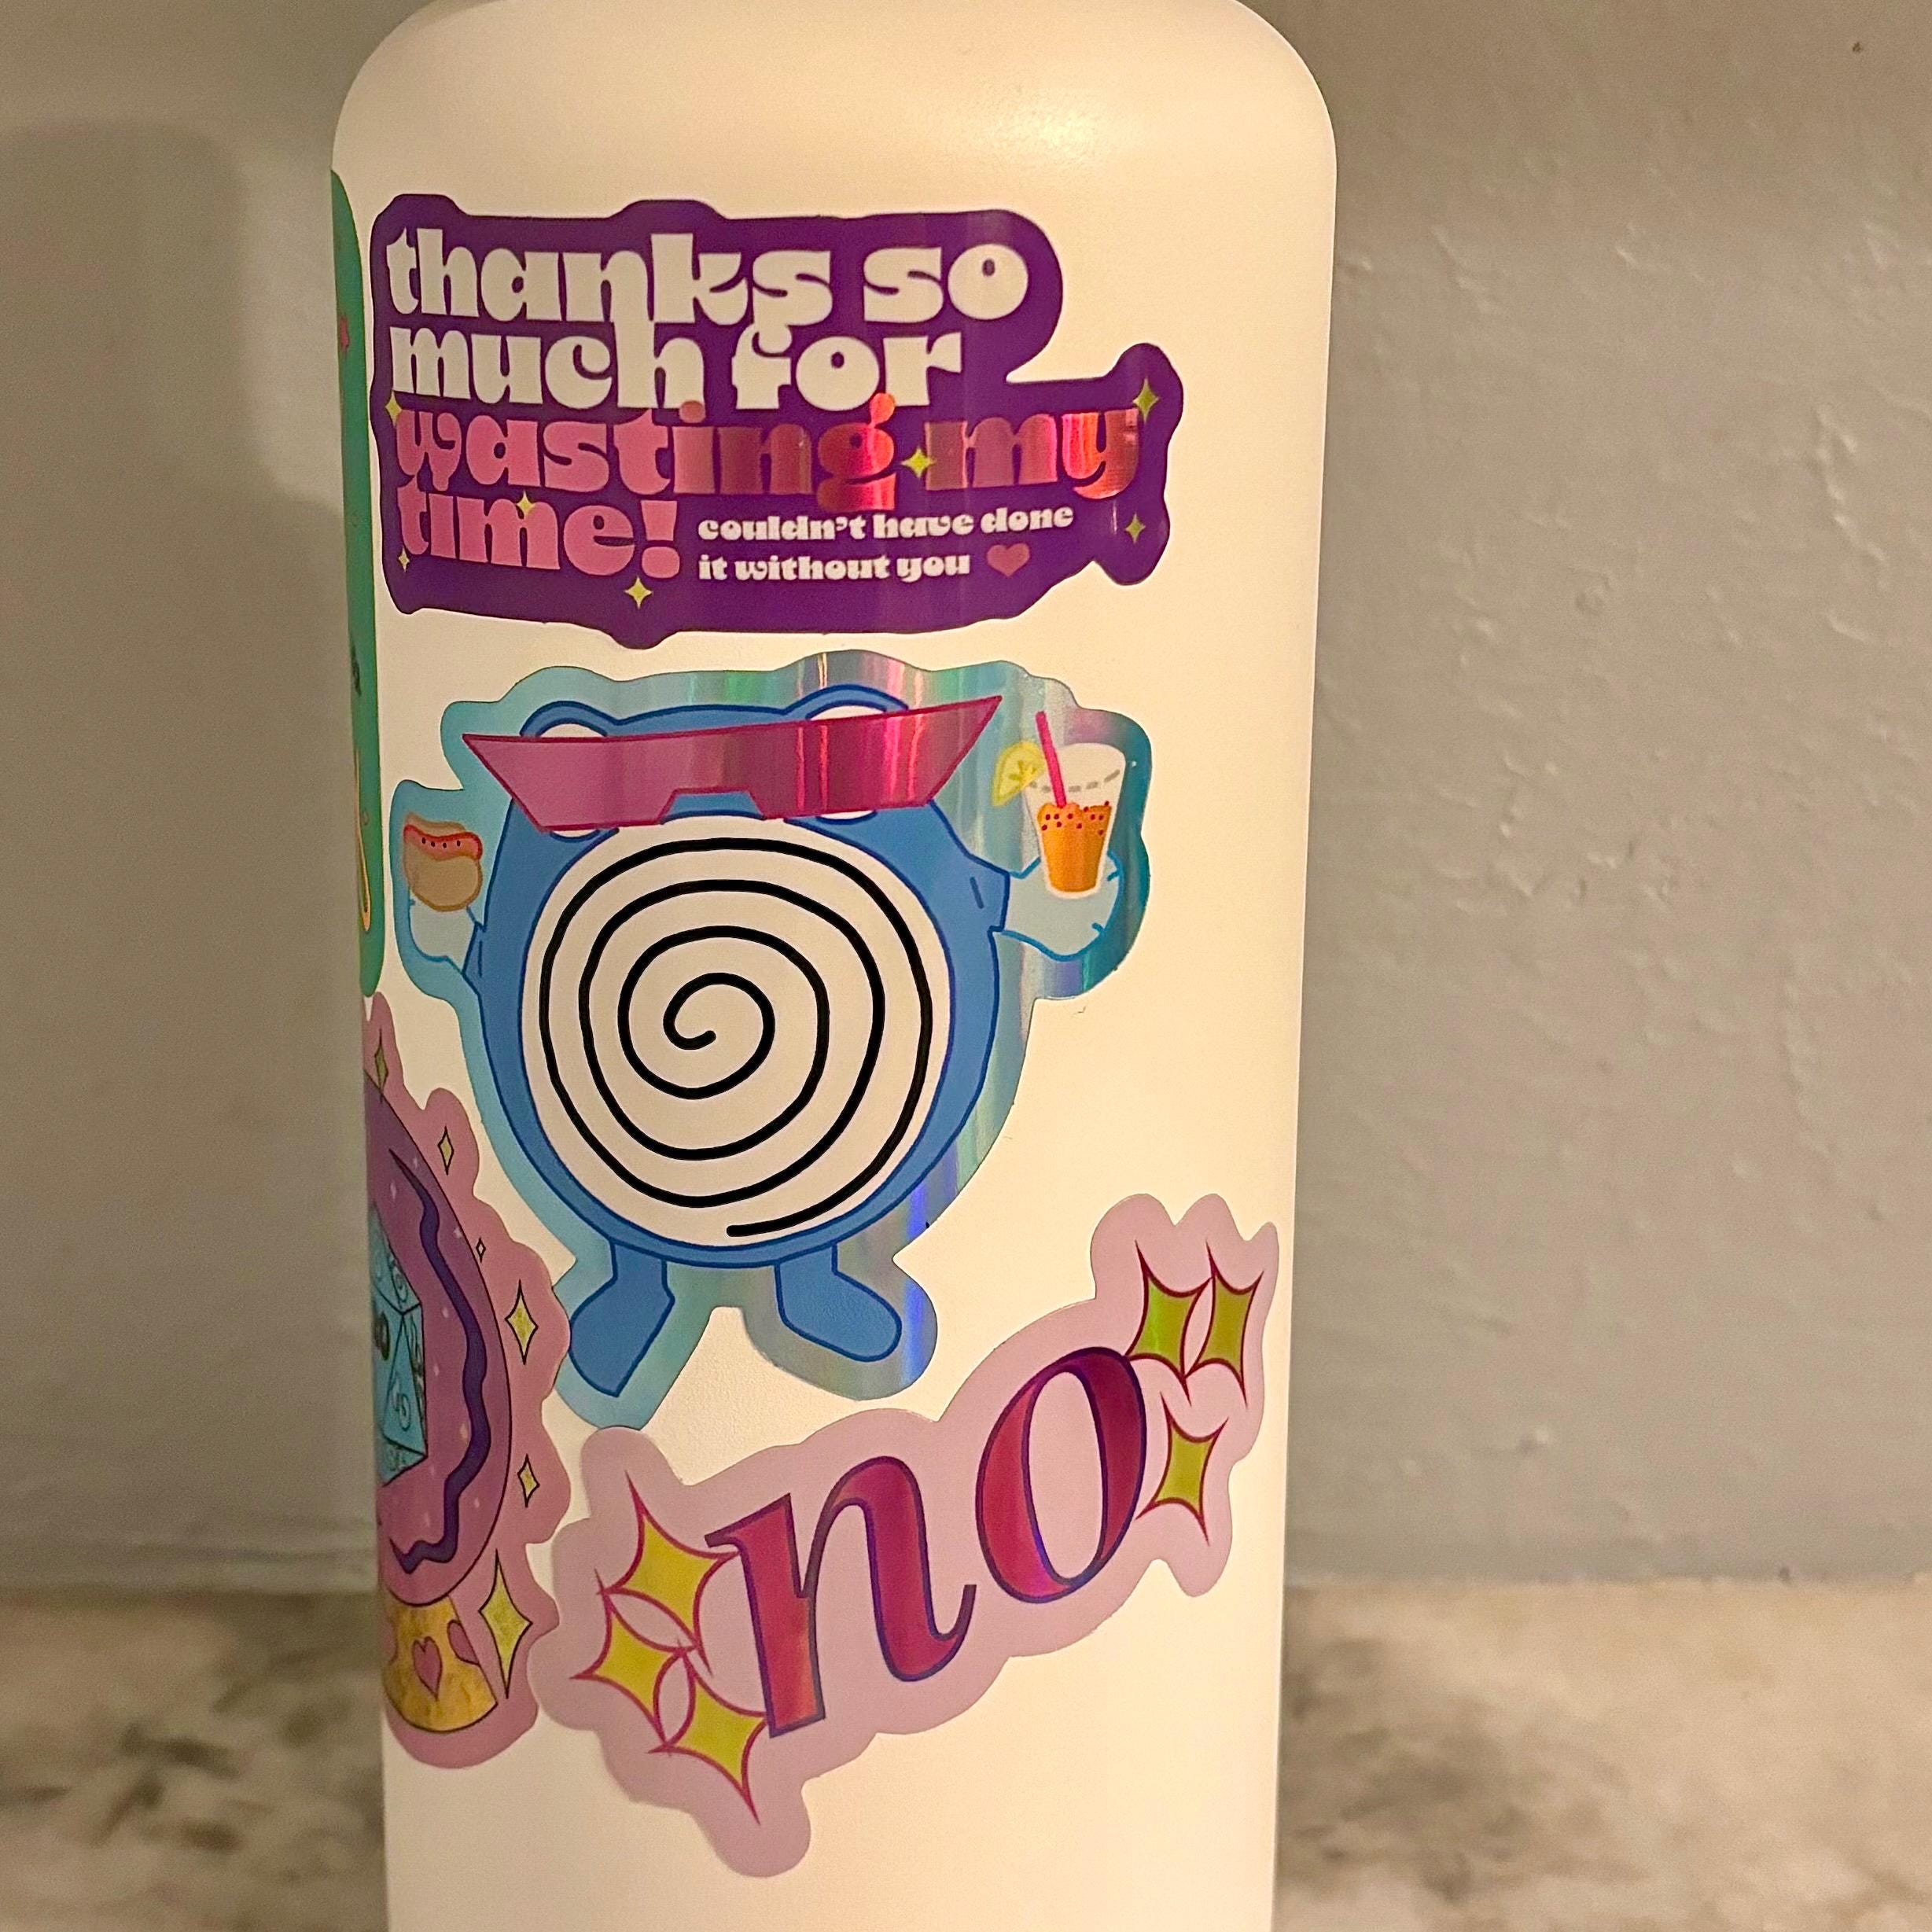 thanks so
much for
wasting my
time!
couldn't have done
it without you
no